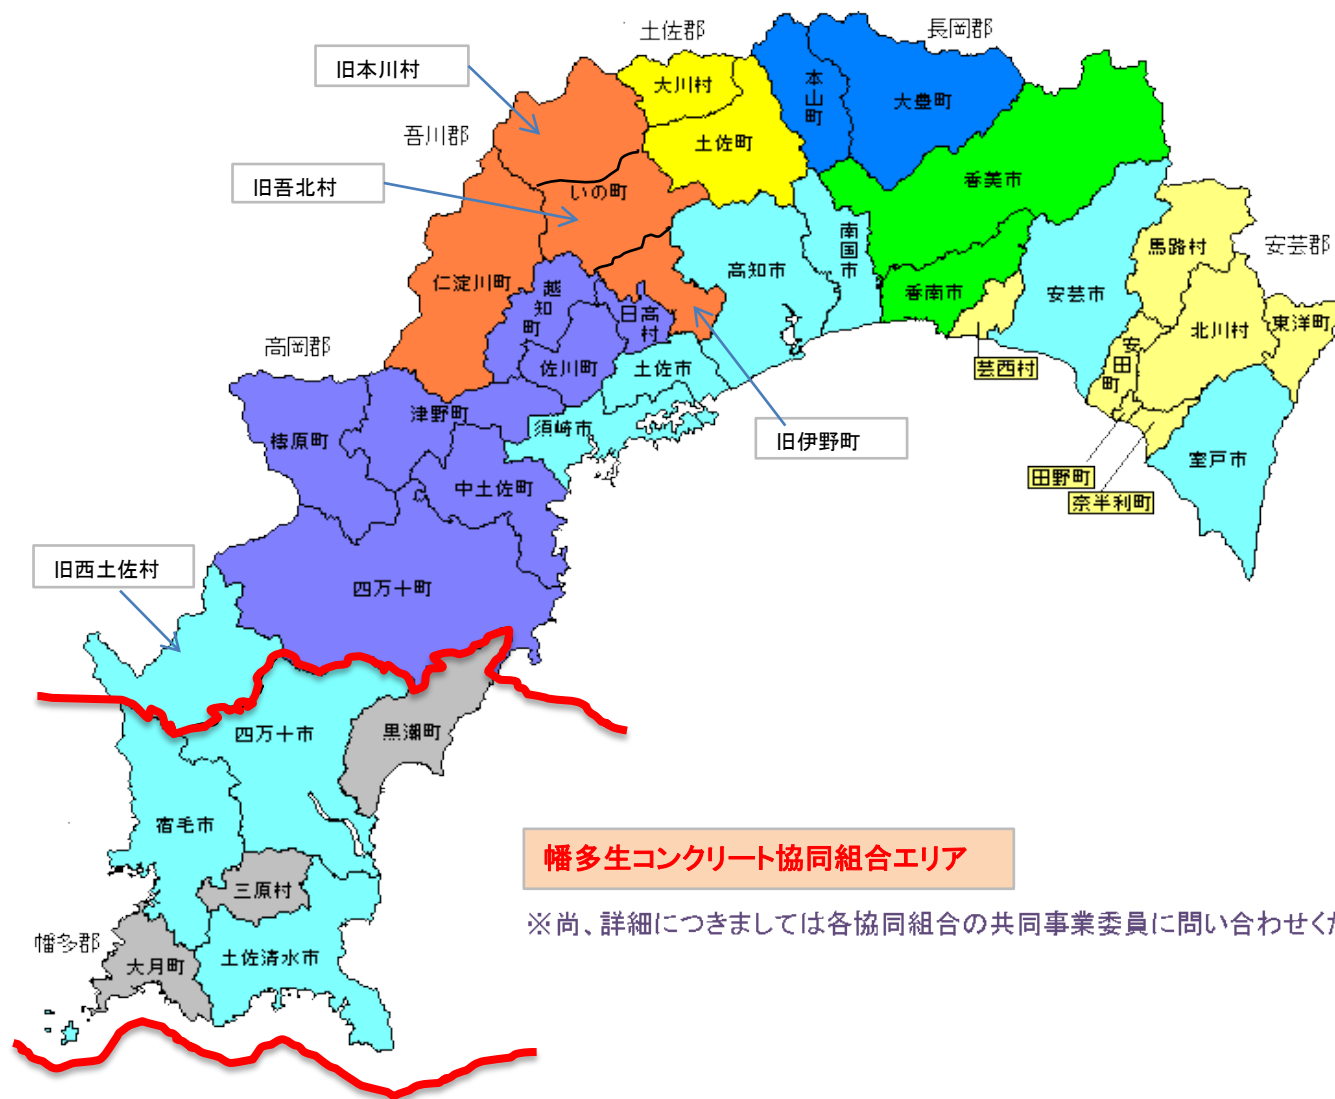 土佐郡
長岡郡
旧本川村
大川村
本山町
大豊町
吾川郡
土佐町
旧吾北村
いの町
香美市
南国市
馬路村
安芸郡
高知市
仁淀川町
越知町
日高村
香南市
安芸市
北川村
東洋町
高岡郡
佐川町
土佐市
安田町
芸西村
津野町
須崎市
旧伊野町
梼原町
室戸市
田野町
中土佐町
奈半利町
旧西土佐村
四万十町
四万十市
黒潮町
宿毛市
幡多生コンクリート協同組合エリア
三原村
※尚、詳細につきましては各協同組合の共同事業委員に問い合わせくだ
幡多郡
大月町
土佐清水市